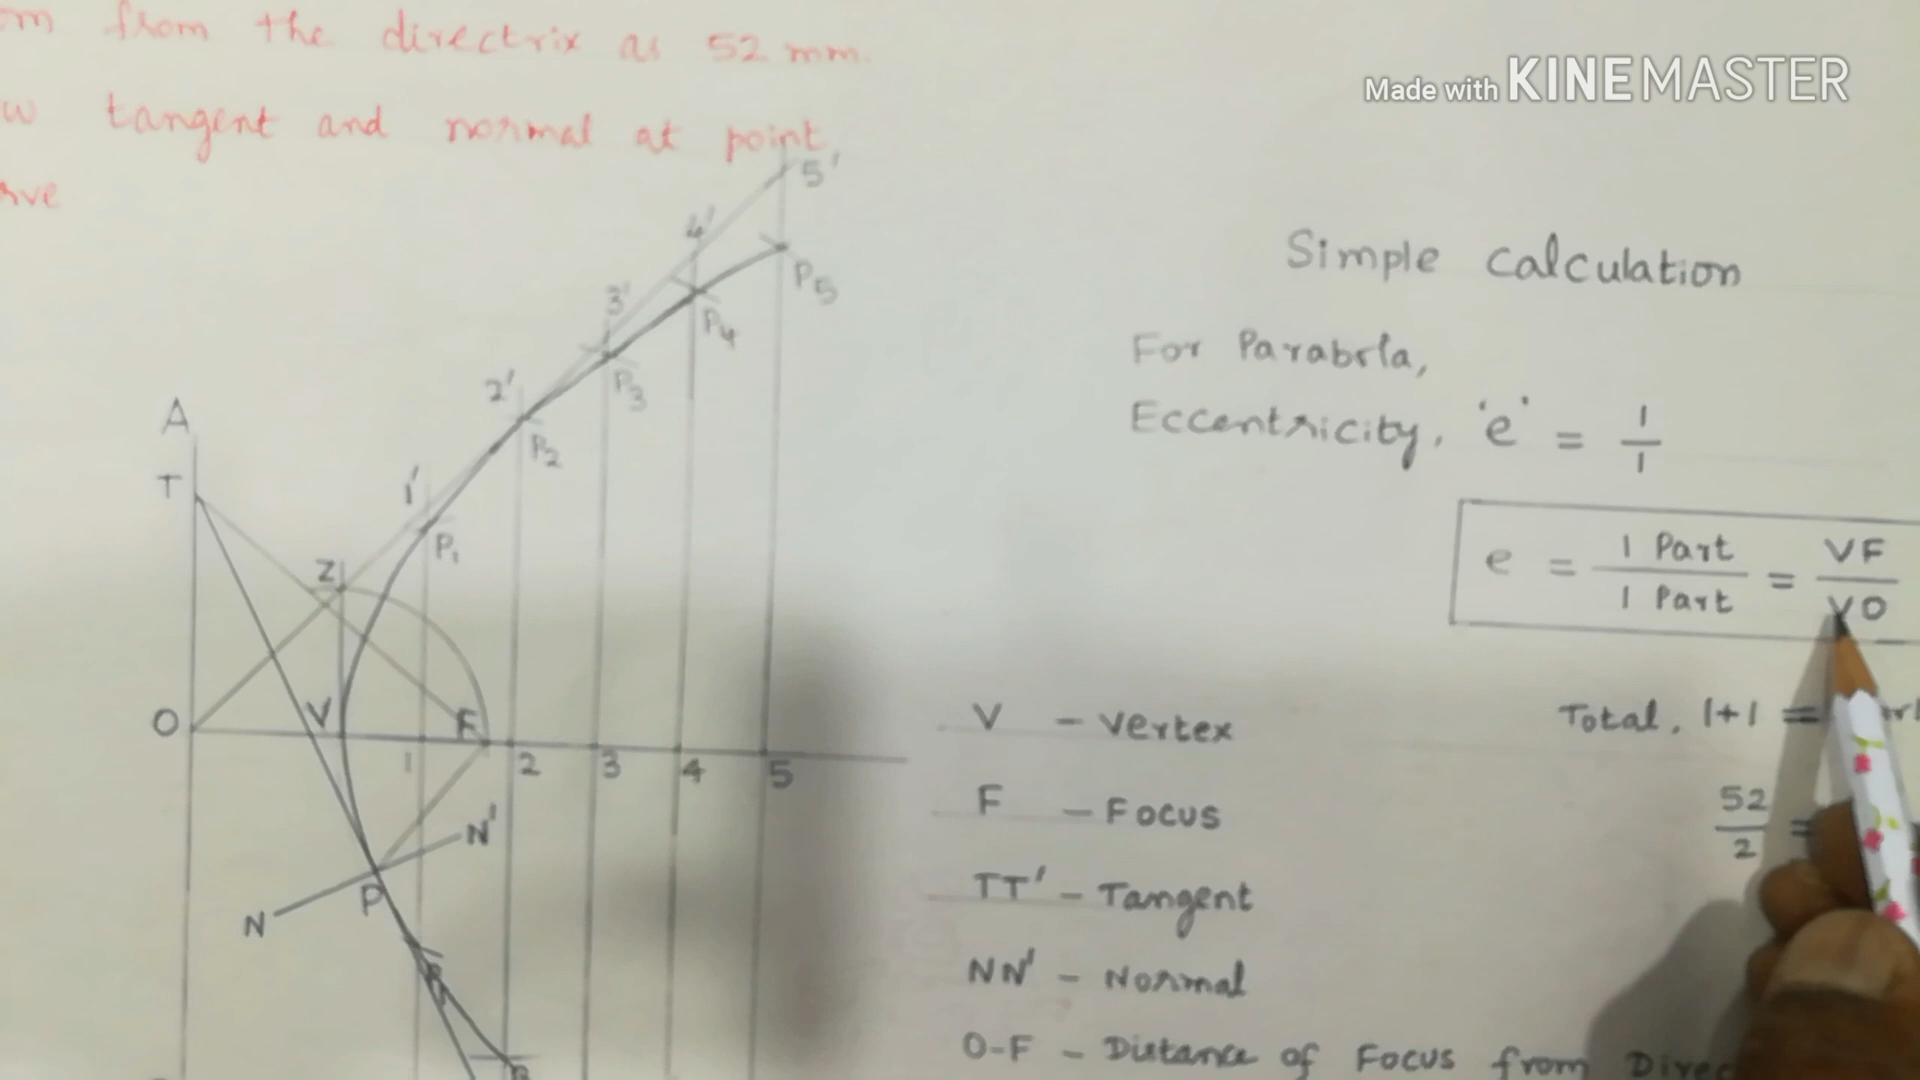 from the directrix as 52 mm.
tangent and normal at point
Made with KINEMASTER
5'
4'
P5
3'
P4
2'
P3
A
P2
T
1'
P1
Z
O V F
1 2 3 4 5
N'
P
N
Simple Calculation
For Parabola,
Eccentricity, 'e' = 1/1
e = 1 Part / 1 Part = VF / VO
Total, 1+1 =
52/2 =
V - Vertex
F - Focus
TT' - Tangent
NN' - Normal
O-F - Distance of Focus from